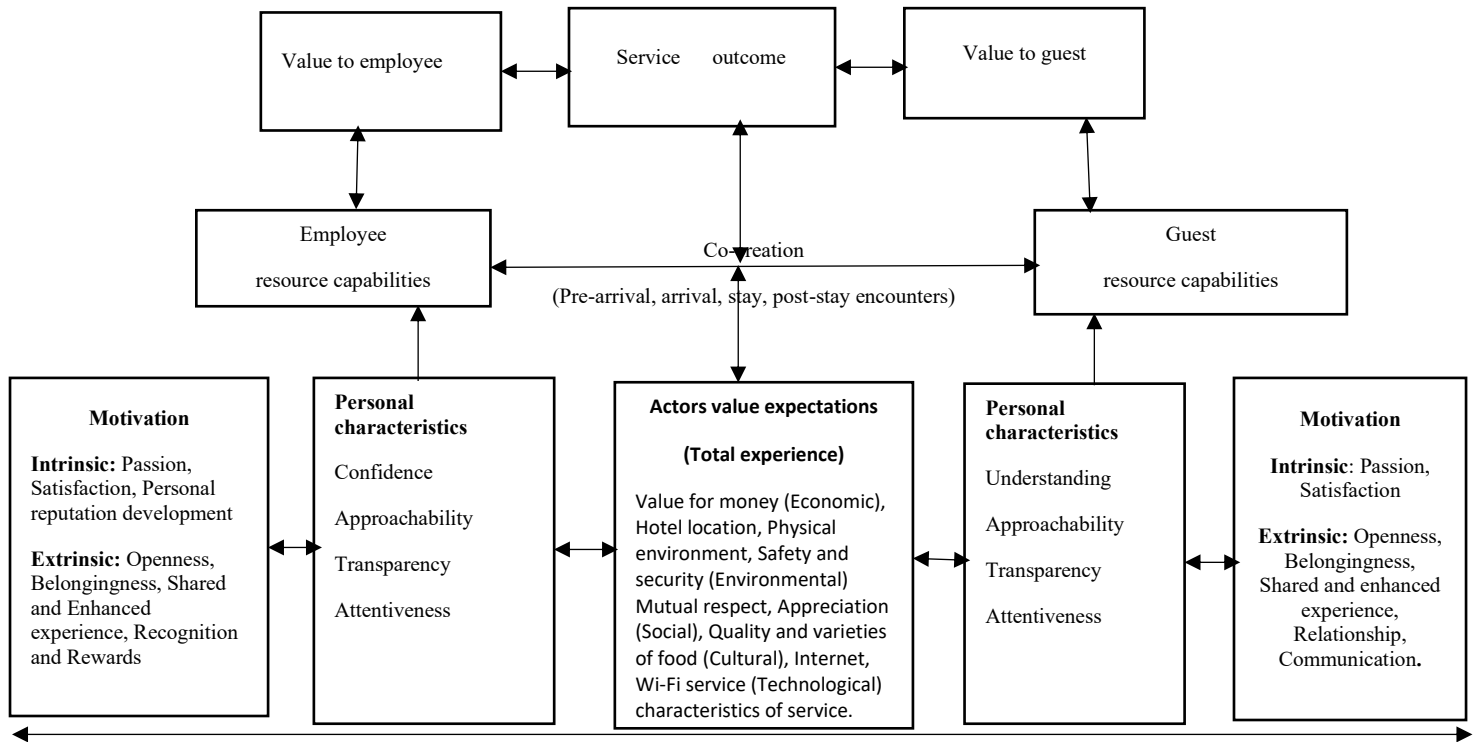 Value to employee
Service outcome
Value to guest
Employee
resource capabilities
Co-creation
(Pre-arrival, arrival, stay, post-stay encounters)
Guest
resource capabilities
Motivation
Intrinsic: Passion,
Satisfaction, Personal
reputation development
Extrinsic: Openness,
Belongingness, Shared
and Enhanced
experience, Recognition
and Rewards
Personal
characteristics
Confidence
Approachability
Transparency
Attentiveness
Actors value expectations
(Total experience)
Value for money (Economic),
Hotel location, Physical
environment, Safety and
security (Environmental)
Mutual respect, Appreciation
(Social), Quality and varieties
of food (Cultural), Internet,
Wi-Fi service (Technological)
characteristics of service.
Personal
characteristics
Understanding
Approachability
Transparency
Attentiveness
Motivation
Intrinsic: Passion,
Satisfaction
Extrinsic: Openness,
Belongingness,
Shared and enhanced
experience,
Relationship,
Communication.